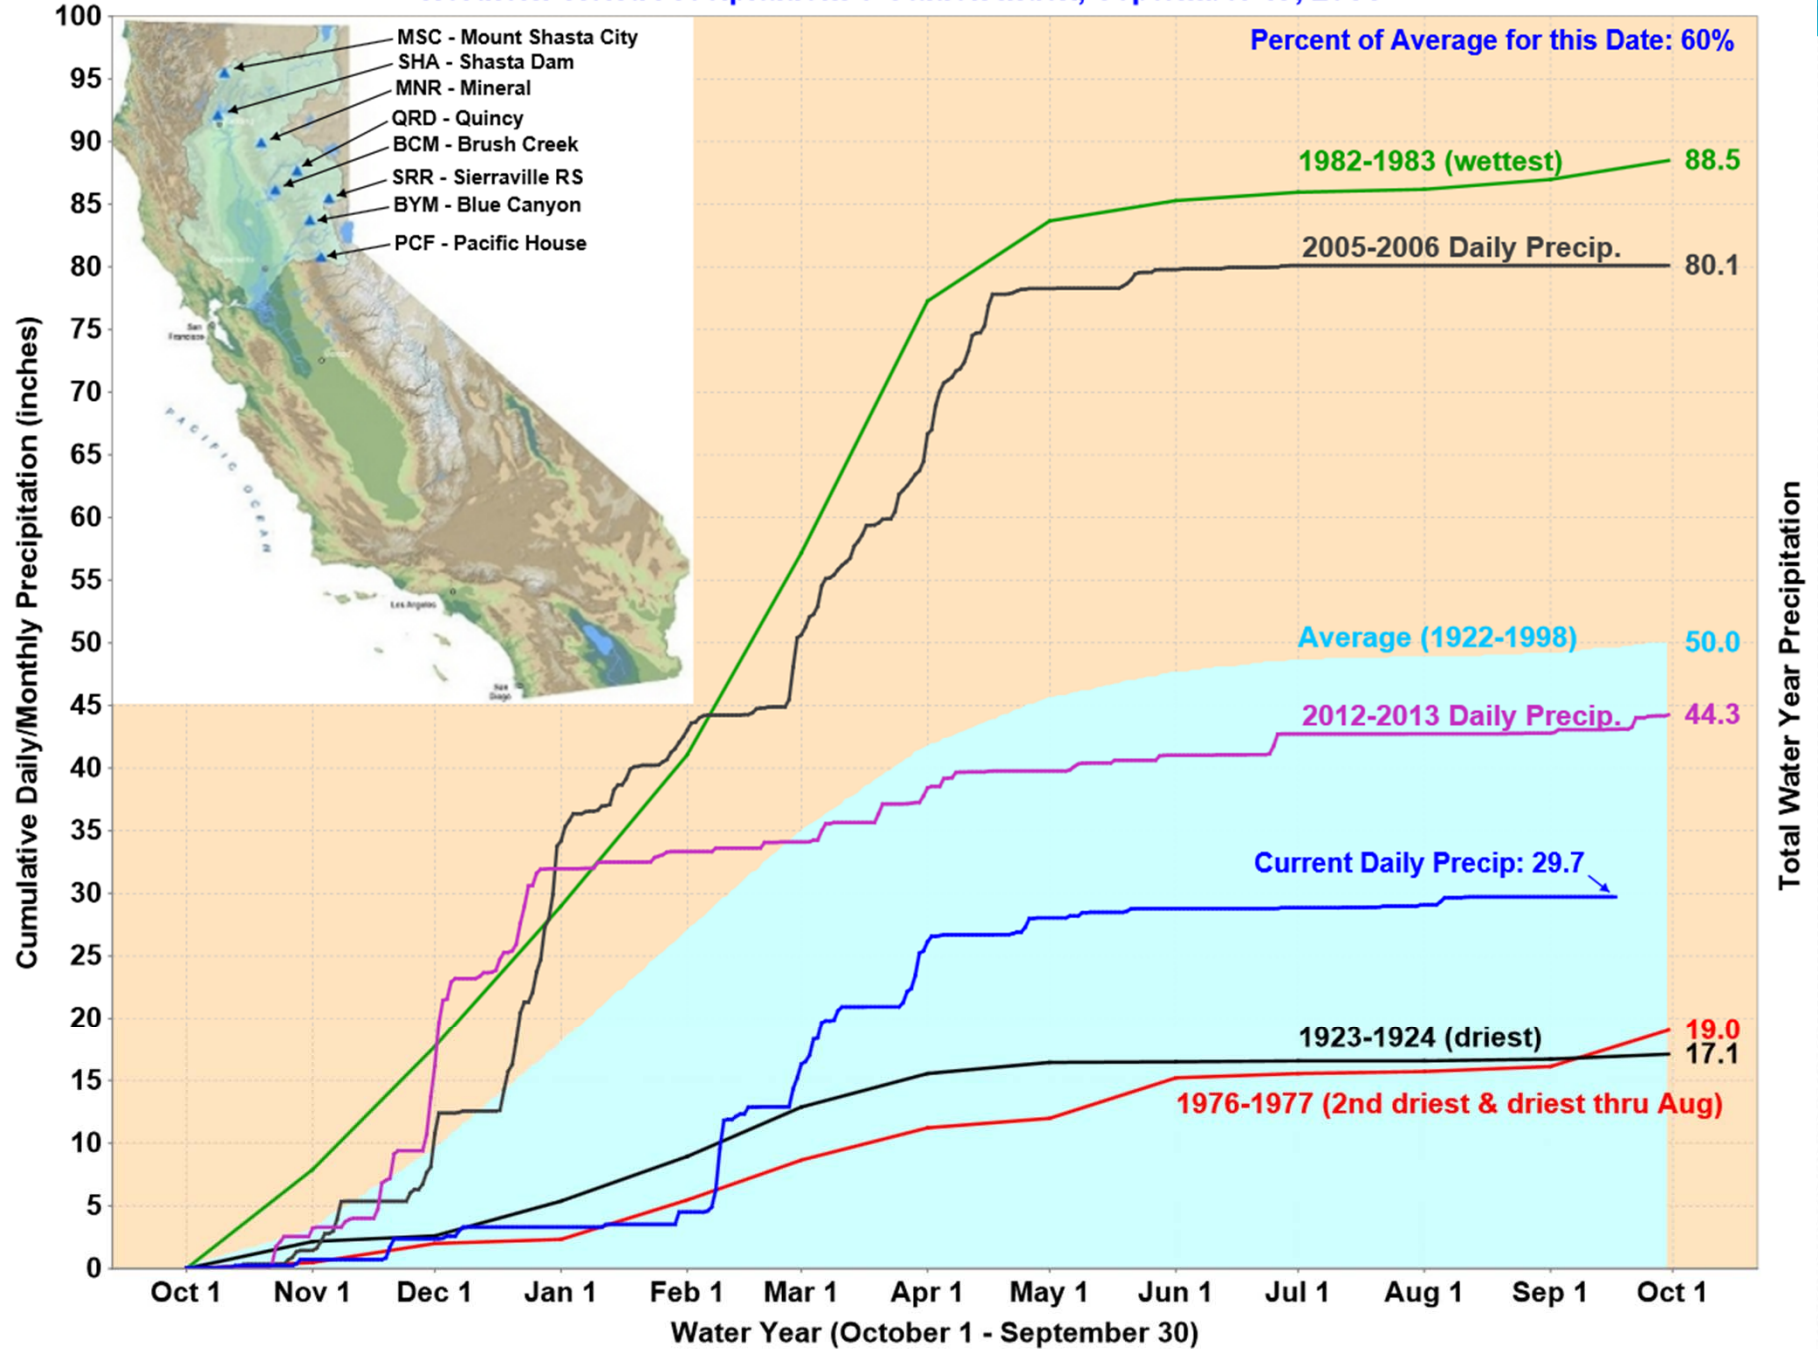 Percent of Average for this Date: 60%
MSC - Mount Shasta City
SHA - Shasta Dam
MNR - Mineral
QRD - Quincy
BCM - Brush Creek
SRR - Sierraville RS
BYM - Blue Canyon
PCF - Pacific House
San
Francisco
PACIFIC OCEAN
Los Angeles
San
Diego
Cumulative Daily/Monthly Precipitation (inches)
100
95
90
85
80
75
70
65
60
55
50
45
40
35
30
25
20
15
10
5
0
1982-1983 (wettest)
88.5
2005-2006 Daily Precip.
80.1
Average (1922-1998)
50.0
2012-2013 Daily Precip.
44.3
Current Daily Precip: 29.7
1923-1924 (driest)
19.0
17.1
1976-1977 (2nd driest & driest thru Aug)
Total Water Year Precipitation
Oct 1 Nov 1 Dec 1 Jan 1 Feb 1 Mar 1 Apr 1 May 1 Jun 1 Jul 1 Aug 1 Sep 1 Oct 1
Water Year (October 1 - September 30)